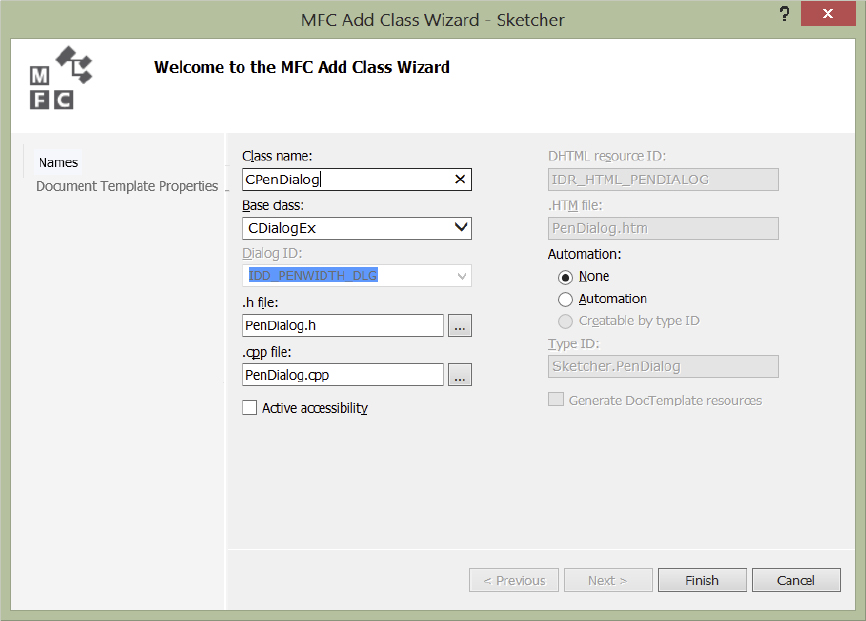 MFC Add Class Wizard - Sketcher
? x
M
F C
Welcome to the MFC Add Class Wizard
Names
Document Template Properties
Class name:
CPenDialog
Base class:
CDialogEx
Dialog ID:
IDD_PENWIDTH_DLG
.h file:
PenDialog.h
...
.cpp file:
PenDialog.cpp
...
Active accessibility
DHTML resource ID:
IDR_HTML_PENDIALOG
.HTM file:
PenDialog.htm
Automation:
None
Automation
Creatable by type ID
Type ID:
Sketcher.PenDialog
Generate DocTemplate resources
< Previous
Next >
Finish
Cancel